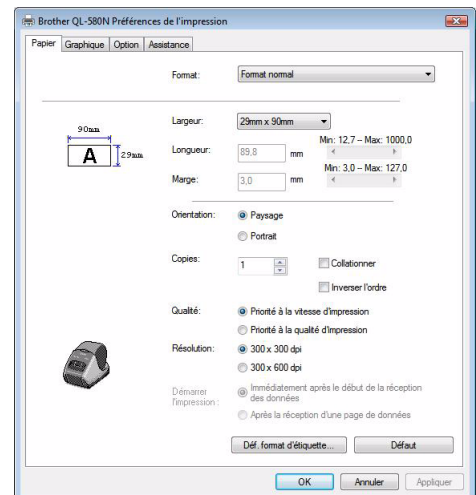 Brother QL-580N Préférences de l'impression
Papier Graphique Option Assistance
Format: Format normal
Largeur: 29mm x 90mm
90mm
A 29mm
Min: 12,7 – Max: 1000,0
Longueur: 89,8 mm
Min: 3,0 – Max: 127,0
Marge: 3,0 mm
Orientation: Paysage
Portrait
Copies: 1 Collationner
Inverser l'ordre
Qualité: Priorité à la vitesse d'impression
Priorité à la qualité d'impression
Résolution: 300 x 300 dpi
300 x 600 dpi
Démarrer l'impression : Immédiatement après le début de la réception des données
Après la réception d'une page de données
Déf. format d'étiquette... Défaut
OK Annuler Appliquer